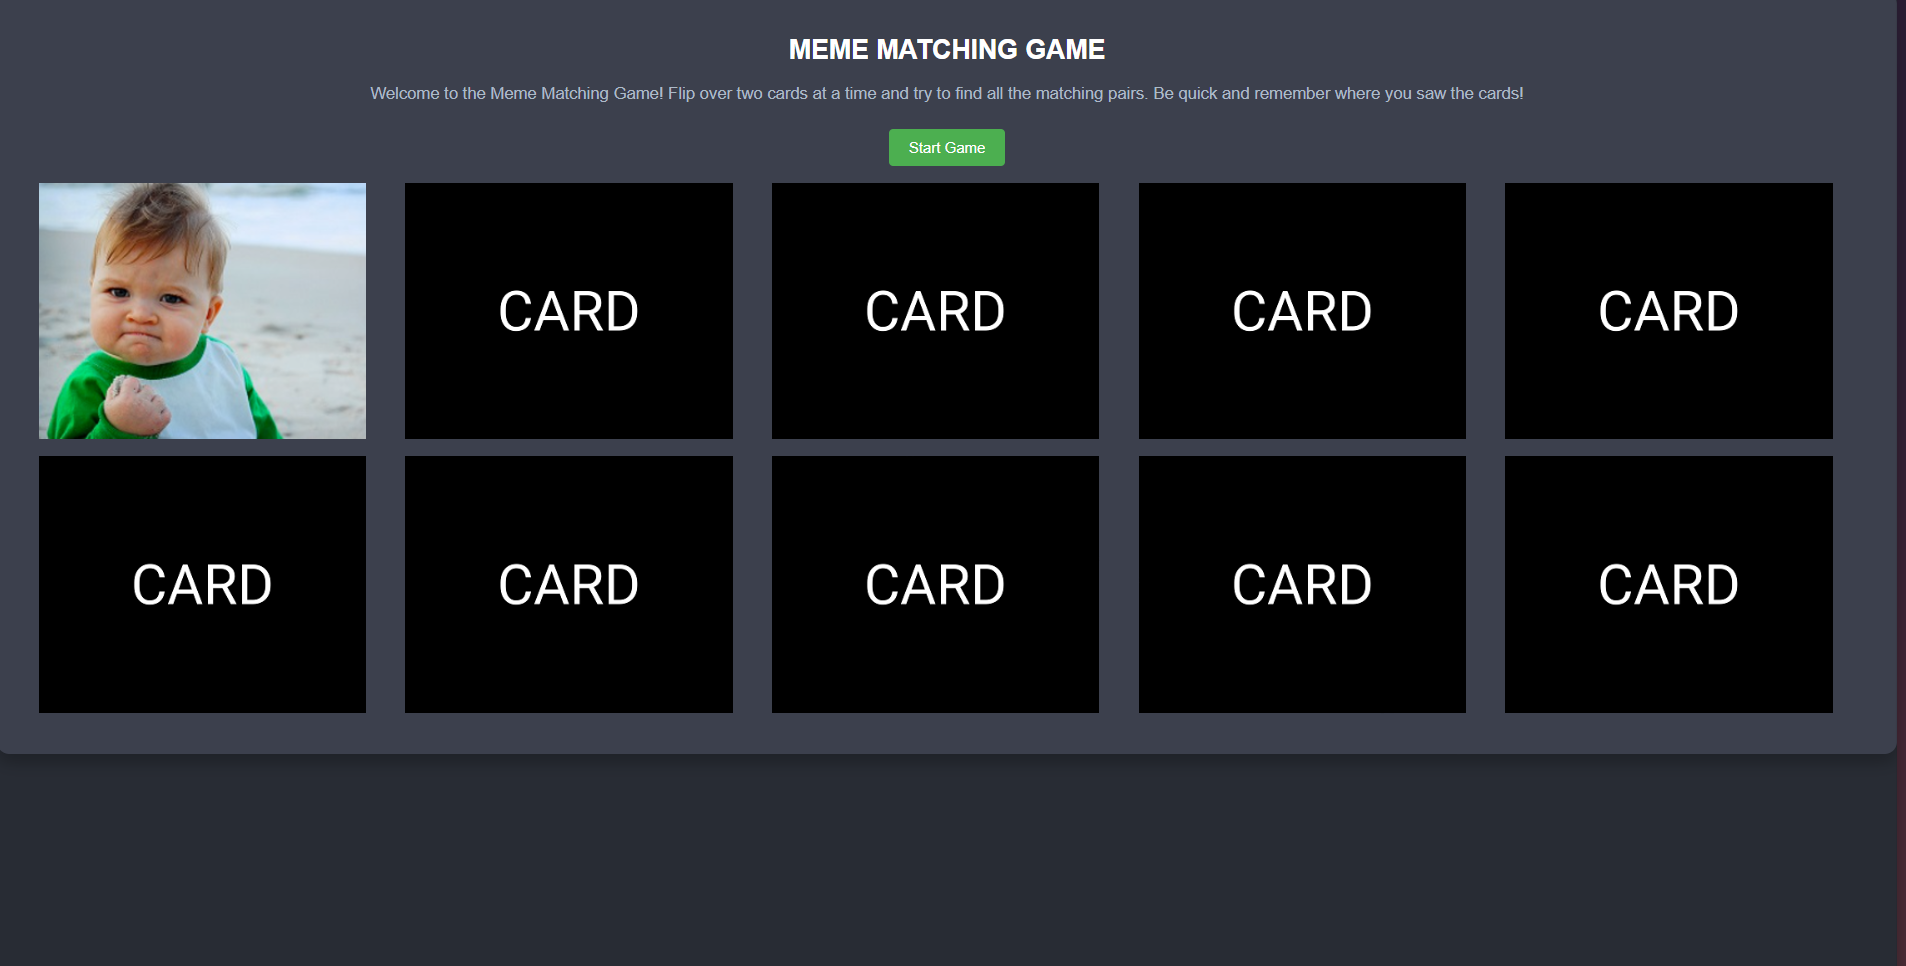 MEME MATCHING GAME
Welcome to the Meme Matching Game! Flip over two cards at a time and try to find all the matching pairs. Be quick and remember where you saw the cards!
Start Game
CARD
CARD
CARD
CARD
CARD
CARD
CARD
CARD
CARD